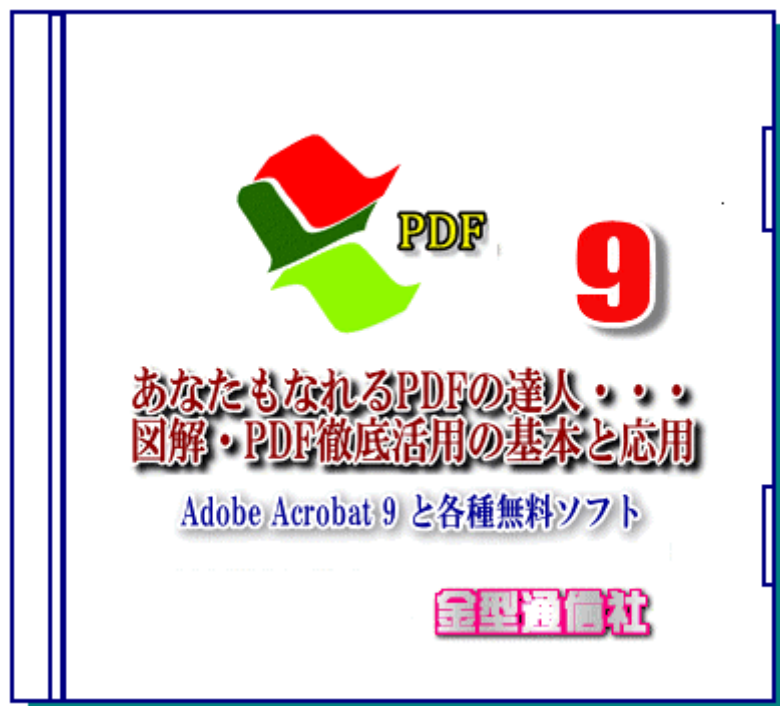 PDF
9
あなたもなれるPDFの達人・・・
図解・PDF徹底活用の基本と応用
Adobe Acrobat 9 と各種無料ソフト
金型通信社